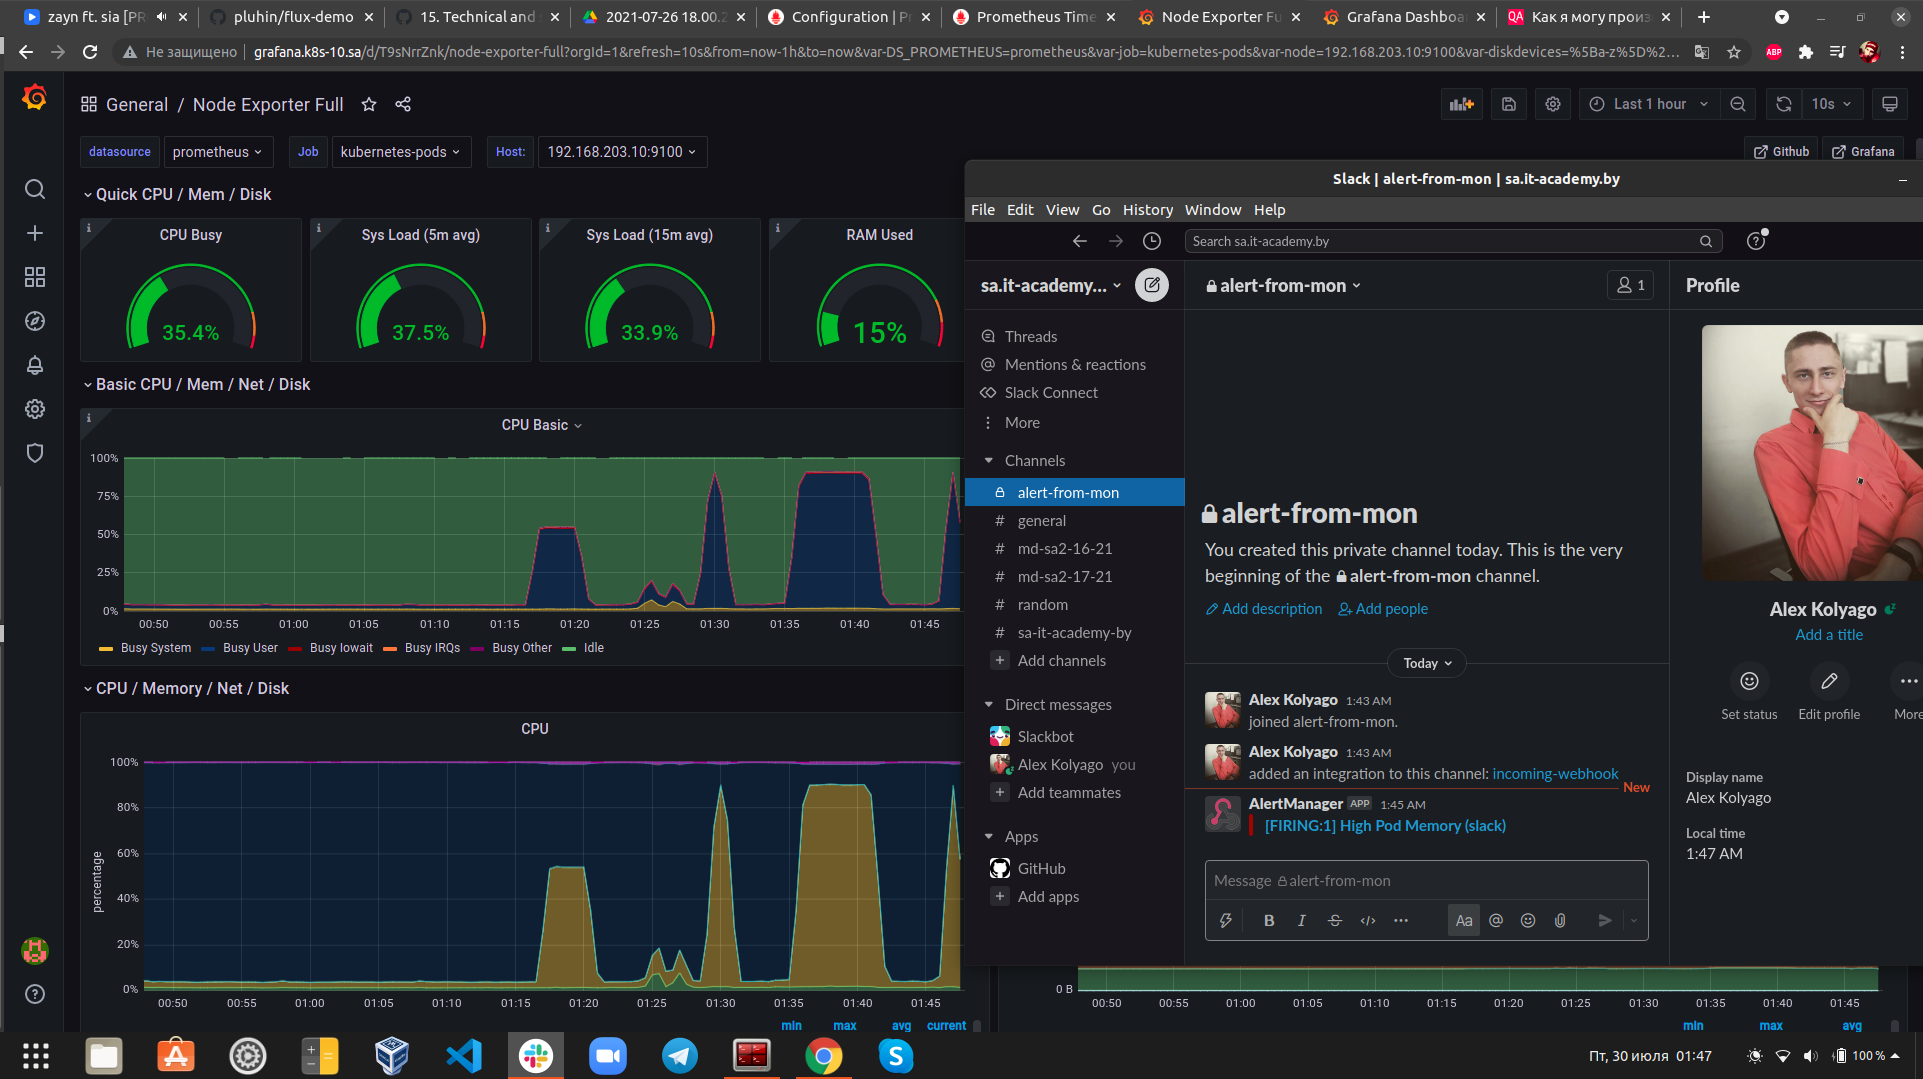 zayn ft. sia [PR
pluhin/flux-demo
15. Technical and
2021-07-26 18.00.2
Configuration | P
Prometheus Time
Node Exporter Fu
Grafana Dashboa
QA Как я могу прои
Не защищено
grafana.k8s-10.sa/d/T9sNrrZnk/node-exporter-full?orgId=1&refresh=10s&from=now-1h&to=now&var-DS_PROMETHEUS=prometheus&var-job=kubernetes-pods&var-node=192.168.203.10:9100&var-diskdevices=%5Ba-z%5D%2...
ABP
General / Node Exporter Full
Last 1 hour
10s
datasource
prometheus
Job
kubernetes-pods
Host:
192.168.203.10:9100
Github
Grafana
Quick CPU / Mem / Disk
CPU Busy
35.4%
Sys Load (5m avg)
37.5%
Sys Load (15m avg)
33.9%
RAM Used
15%
Basic CPU / Mem / Net / Disk
CPU Basic
100%
75%
50%
25%
0%
00:50 00:55 01:00 01:05 01:10 01:15 01:20 01:25 01:30 01:35 01:40 01:45
Busy System Busy User Busy Iowait Busy IRQs Busy Other Idle
CPU / Memory / Net / Disk
CPU
percentage
100%
80%
60%
40%
20%
0%
00:50 00:55 01:00 01:05 01:10 01:15 01:20 01:25 01:30 01:35 01:40 01:45
min max avg current
Slack | alert-from-mon | sa.it-academy.by
File Edit View Go History Window Help
Search sa.it-academy.by
sa.it-academy...
Threads
Mentions & reactions
Slack Connect
More
Channels
alert-from-mon
# general
# md-sa2-16-21
# md-sa2-17-21
# random
# sa-it-academy-by
+ Add channels
Direct messages
Slackbot
Alex Kolyago you
+ Add teammates
Apps
GitHub
+ Add apps
alert-from-mon
1
alert-from-mon
You created this private channel today. This is the very
beginning of the alert-from-mon channel.
Add description
Add people
Today
Alex Kolyago 1:43 AM
joined alert-from-mon.
Alex Kolyago 1:43 AM
added an integration to this channel: incoming-webhook
New
AlertManager APP 1:45 AM
[FIRING:1] High Pod Memory (slack)
Message alert-from-mon
B I S </> ... Aa @
Profile
Alex Kolyago
Add a title
Set status
Edit profile
More
Display name
Alex Kolyago
Local time
1:47 AM
0 B
00:50 00:55 01:00 01:05 01:10 01:15 01:20 01:25 01:30 01:35 01:40 01:45
min max avg
Пт, 30 июля 01:47
100 %